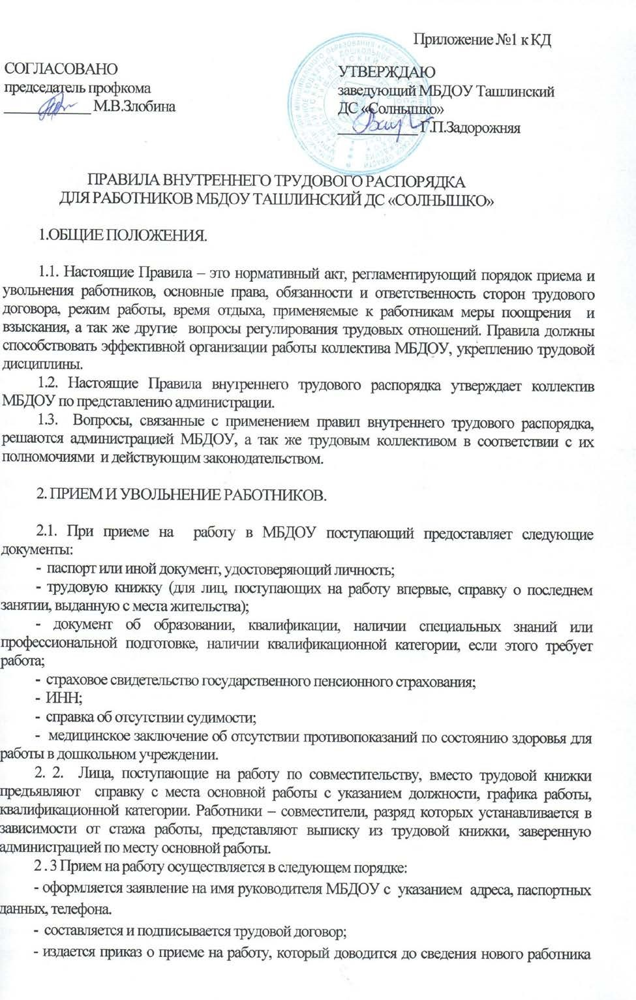 Приложение №1 к КД
СОГЛАСОВАНО
председатель профкома
____________ М.В.Злобина
УТВЕРЖДАЮ
заведующий МБДОУ Ташлинский
ДС «Солнышко»
___________ Г.П.Задорожняя
ПРАВИЛА ВНУТРЕННЕГО ТРУДОВОГО РАСПОРЯДКА
ДЛЯ РАБОТНИКОВ МБДОУ ТАШЛИНСКИЙ ДС «СОЛНЫШКО»
1.ОБЩИЕ ПОЛОЖЕНИЯ.
1.1. Настоящие Правила – это нормативный акт, регламентирующий порядок приема и
увольнения работников, основные права, обязанности и ответственность сторон трудового
договора, режим работы, время отдыха, применяемые к работникам меры поощрения и
взыскания, а так же другие вопросы регулирования трудовых отношений. Правила должны
способствовать эффективной организации работы коллектива МБДОУ, укреплению трудовой
дисциплины.
1.2. Настоящие Правила внутреннего трудового распорядка утверждает коллектив
МБДОУ по представлению администрации.
1.3. Вопросы, связанные с применением правил внутреннего трудового распорядка,
решаются администрацией МБДОУ, а так же трудовым коллективом в соответствии с их
полномочиями и действующим законодательством.
2. ПРИЕМ И УВОЛЬНЕНИЕ РАБОТНИКОВ.
2.1. При приеме на работу в МБДОУ поступающий предоставляет следующие
документы:
- паспорт или иной документ, удостоверяющий личность;
- трудовую книжку (для лиц, поступающих на работу впервые, справку о последнем
занятии, выданную с места жительства);
- документ об образовании, квалификации, наличии специальных знаний или
профессиональной подготовке, наличии квалификационной категории, если этого требует
работа;
- страховое свидетельство государственного пенсионного страхования;
- ИНН;
- справка об отсутствии судимости;
- медицинское заключение об отсутствии противопоказаний по состоянию здоровья для
работы в дошкольном учреждении.
2. 2. Лица, поступающие на работу по совместительству, вместо трудовой книжки
предъявляют справку с места основной работы с указанием должности, графика работы,
квалификационной категории. Работники – совместители, разряд которых устанавливается в
зависимости от стажа работы, представляют выписку из трудовой книжки, заверенную
администрацией по месту основной работы.
2 . 3 Прием на работу осуществляется в следующем порядке:
- оформляется заявление на имя руководителя МБДОУ с указанием адреса, паспортных
данных, телефона.
- составляется и подписывается трудовой договор;
- издается приказ о приеме на работу, который доводится до сведения нового работника